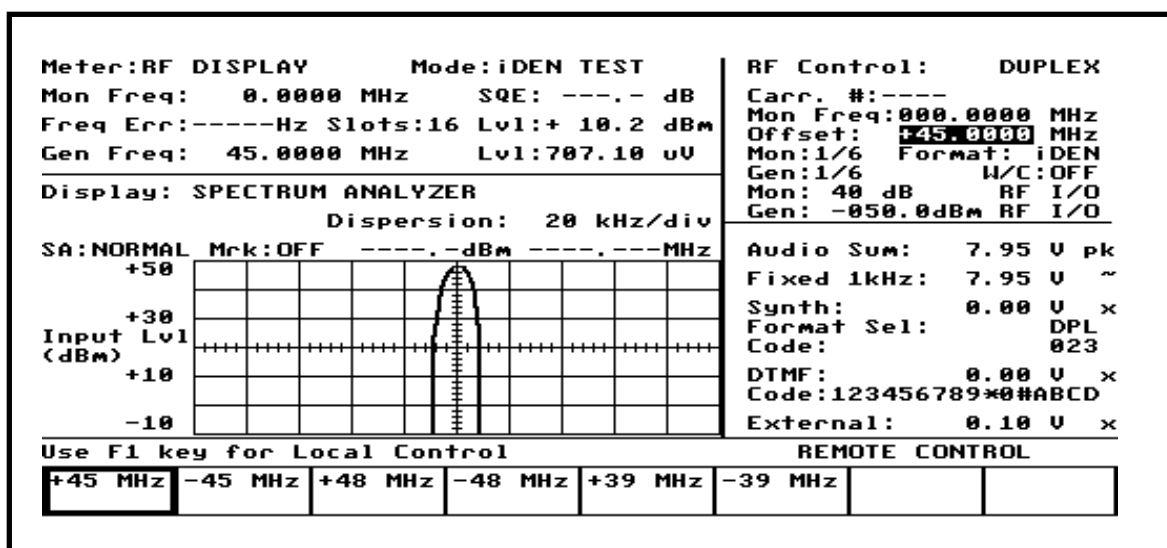 Meter:RF DISPLAY Mode:iDEN TEST
Mon Freq: 0.0000 MHz SQE: ---.- dB
Freq Err:-----Hz Slots:16 Lvl:+ 10.2 dBm
Gen Freq: 45.0000 MHz Lvl:707.10 uV
Display: SPECTRUM ANALYZER
Dispersion: 20 kHz/div
SA:NORMAL Mrk:OFF ----.-dBm ----.---MHz
+50
+30
Input Lvl
(dBm)
+10
-10
RF Control: DUPLEX
Carr. #:----
Mon Freq:000.0000 MHz
Offset: +45.0000 MHz
Mon:1/6 Format: iDEN
Gen:1/6 W/C:OFF
Mon: 40 dB RF I/O
Gen: -050.0dBm RF I/O
Audio Sum: 7.95 V pk
Fixed 1kHz: 7.95 V ~
Synth: 0.00 V x
Format Sel: DPL
Code: 023
DTMF: 0.00 V x
Code:123456789*0#ABCD
External: 0.10 V x
Use F1 key for Local Control REMOTE CONTROL
+45 MHz -45 MHz +48 MHz -48 MHz +39 MHz -39 MHz